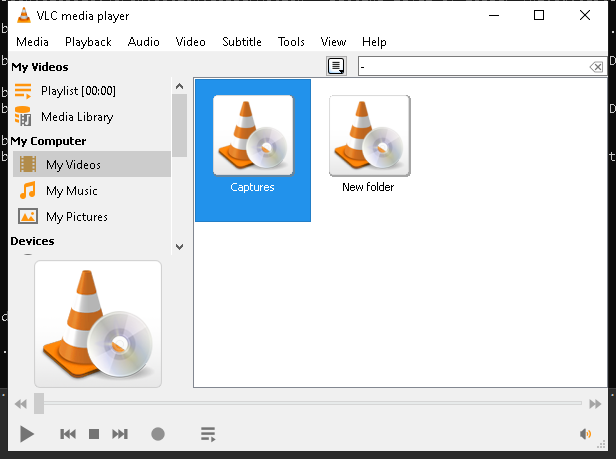 VLC media player
Media Playback Audio Video Subtitle Tools View Help
My Videos
-
Playlist [00:00]
Media Library
My Computer
My Videos
My Music
My Pictures
Devices
Captures
New folder